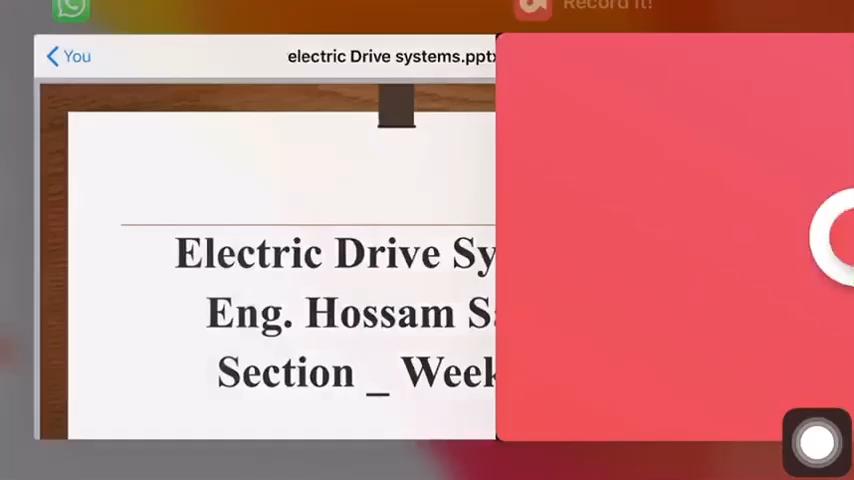 Record it!
You
electric Drive systems.pptx
Electric Drive Sy
Eng. Hossam S
Section _ Week